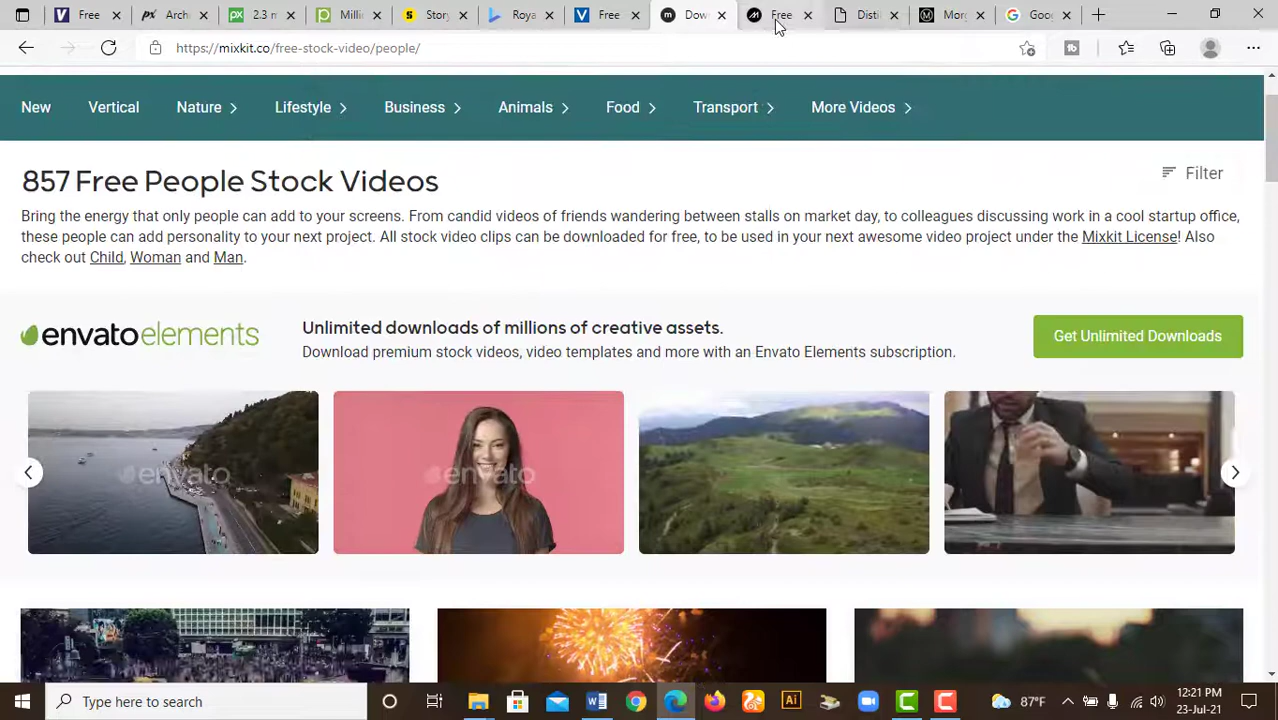 Free
Arch
2.3 m
Milli
Story
Roya
Free
Dow
Free
Disti
Morg
Goog
https://mixkit.co/free-stock-video/people/
New Vertical Nature Lifestyle Business Animals Food Transport More Videos
857 Free People Stock Videos
Filter
Bring the energy that only people can add to your screens. From candid videos of friends wandering between stalls on market day, to colleagues discussing work in a cool startup office,
these people can add personality to your next project. All stock video clips can be downloaded for free, to be used in your next awesome video project under the Mixkit License! Also
check out Child, Woman and Man.
envatoelements
Unlimited downloads of millions of creative assets.
Download premium stock videos, video templates and more with an Envato Elements subscription.
Get Unlimited Downloads
envato
envato
Type here to search
87°F
12:21 PM
23-Jul-21